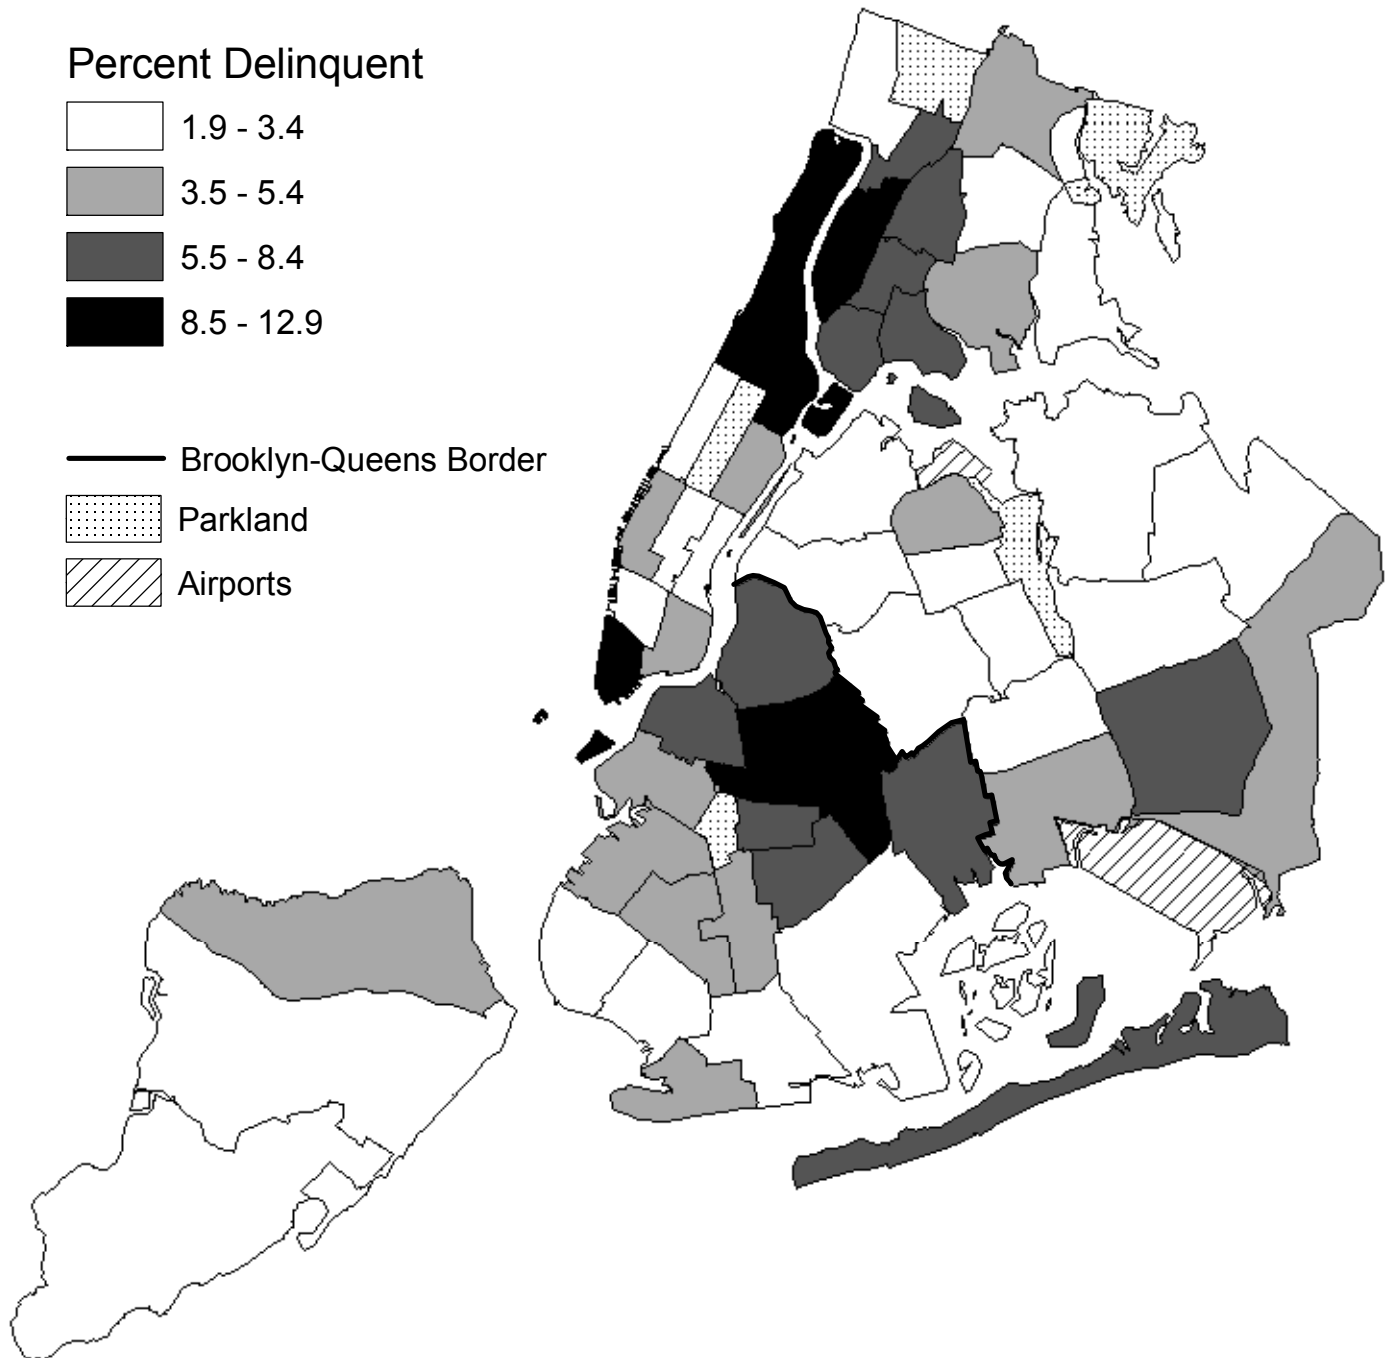 Percent Delinquent
1.9 - 3.4
3.5 - 5.4
5.5 - 8.4
8.5 - 12.9
Brooklyn-Queens Border
Parkland
Airports